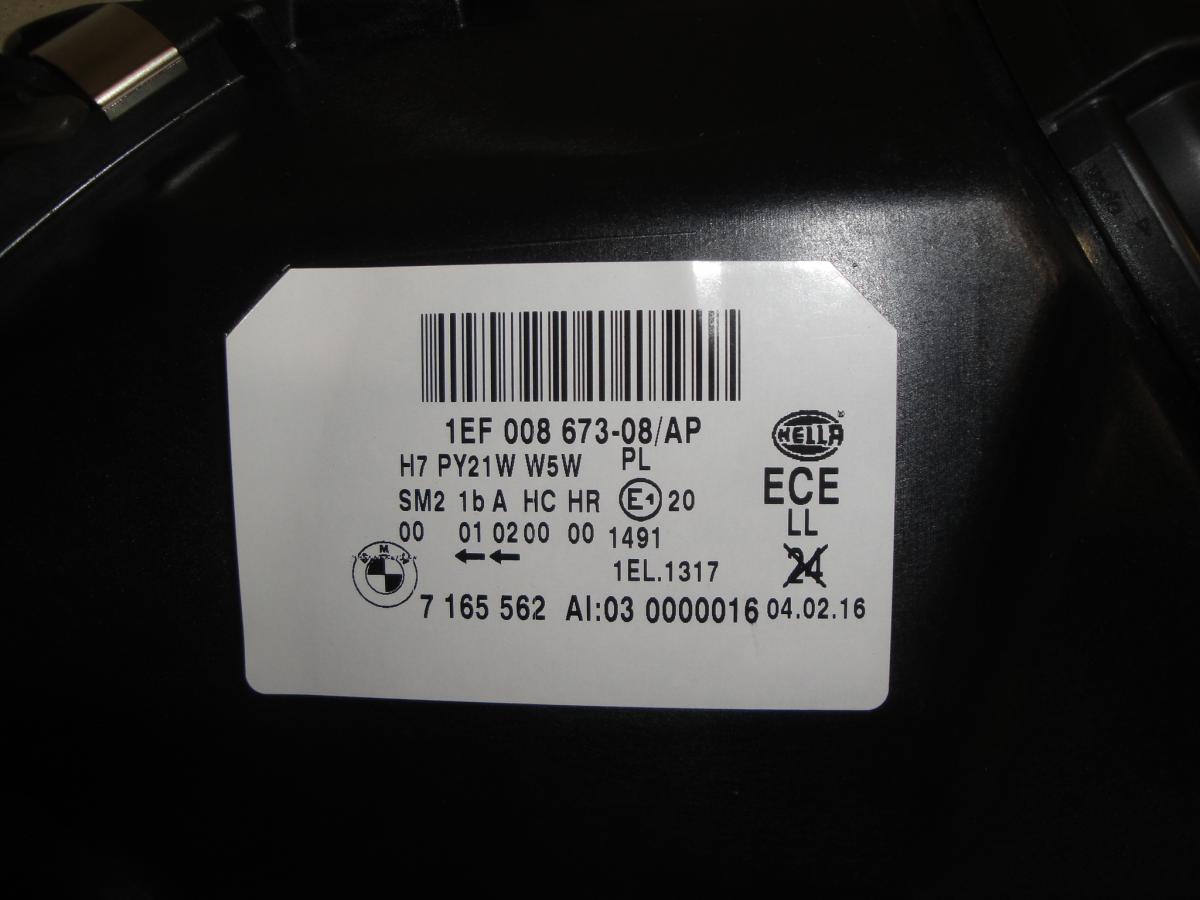 1EF 008 673-08/AP
HELLA
H7 PY21W W5W PL
ECE
SM2 1b A HC HR E1 20
LL
00 01 02 00 00 1491
1EL.1317
24
7 165 562 AI:03 0000016 04.02.16